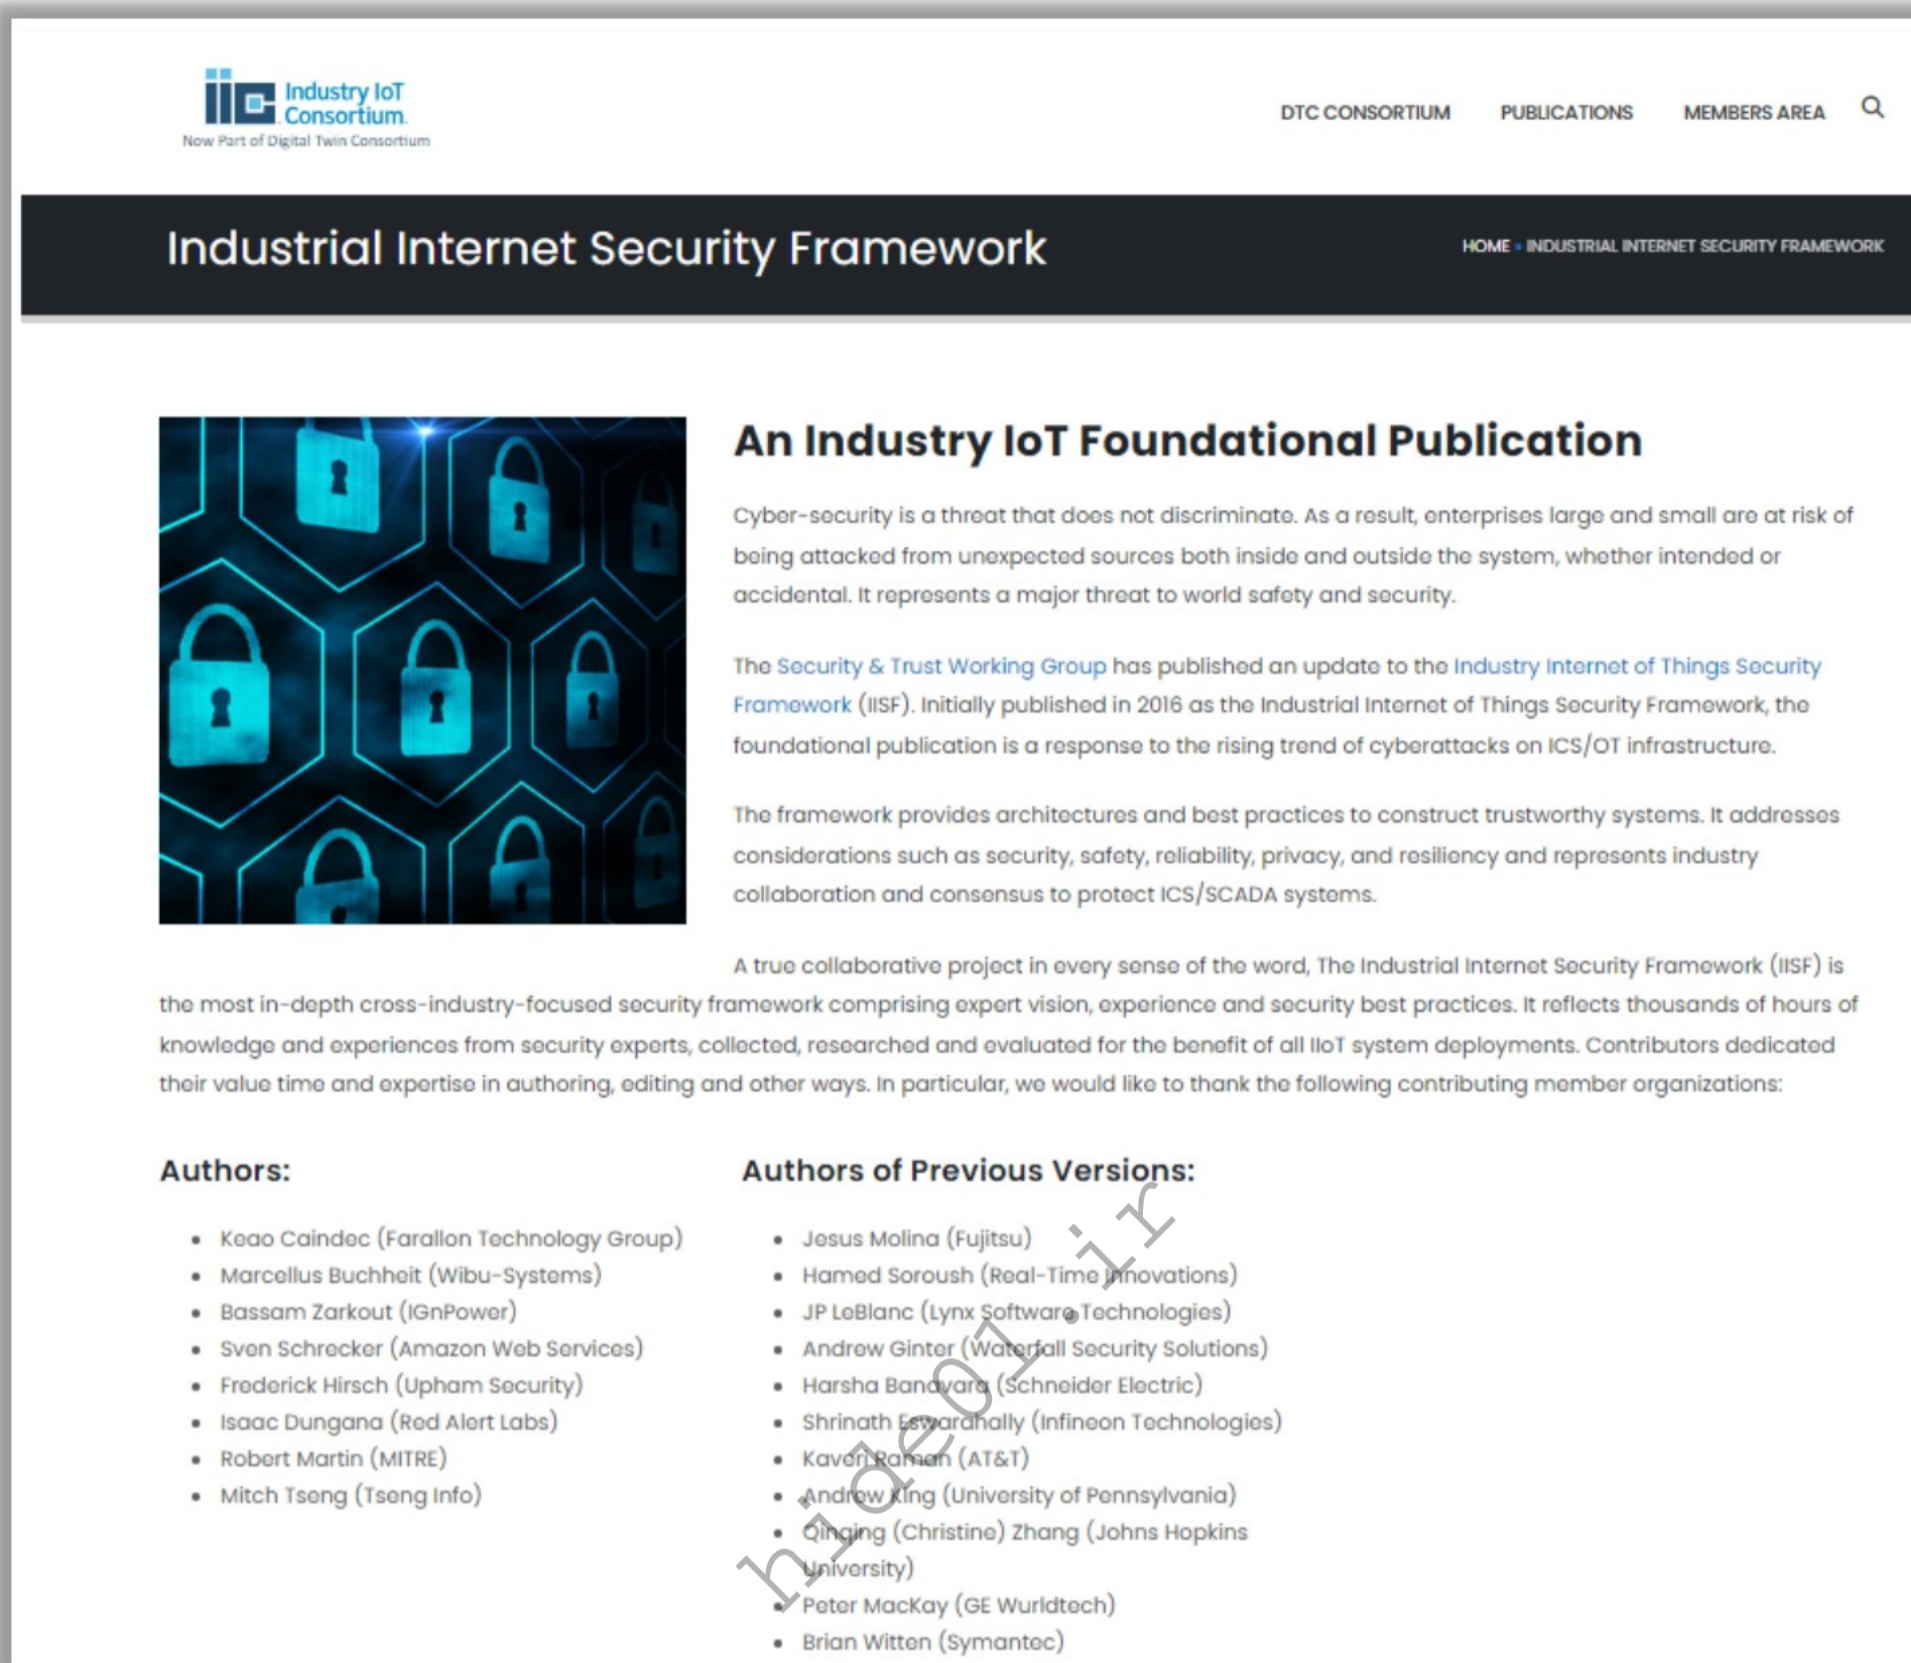 Industry IoT
Consortium.
Now Part of Digital Twin Consortium
DTC CONSORTIUM PUBLICATIONS MEMBERS AREA
Industrial Internet Security Framework
HOME » INDUSTRIAL INTERNET SECURITY FRAMEWORK
An Industry IoT Foundational Publication
Cyber-security is a threat that does not discriminate. As a result, enterprises large and small are at risk of
being attacked from unexpected sources both inside and outside the system, whether intended or
accidental. It represents a major threat to world safety and security.
The Security & Trust Working Group has published an update to the Industry Internet of Things Security
Framework (IISF). Initially published in 2016 as the Industrial Internet of Things Security Framework, the
foundational publication is a response to the rising trend of cyberattacks on ICS/OT infrastructure.
The framework provides architectures and best practices to construct trustworthy systems. It addresses
considerations such as security, safety, reliability, privacy, and resiliency and represents industry
collaboration and consensus to protect ICS/SCADA systems.
A true collaborative project in every sense of the word, The Industrial Internet Security Framework (IISF) is
the most in-depth cross-industry-focused security framework comprising expert vision, experience and security best practices. It reflects thousands of hours of
knowledge and experiences from security experts, collected, researched and evaluated for the benefit of all IIoT system deployments. Contributors dedicated
their value time and expertise in authoring, editing and other ways. In particular, we would like to thank the following contributing member organizations:
Authors:
• Keao Caindec (Farallon Technology Group)
• Marcellus Buchheit (Wibu-Systems)
• Bassam Zarkout (IGnPower)
• Sven Schrecker (Amazon Web Services)
• Frederick Hirsch (Upham Security)
• Isaac Dungana (Red Alert Labs)
• Robert Martin (MITRE)
• Mitch Tseng (Tseng Info)
Authors of Previous Versions:
• Jesus Molina (Fujitsu)
• Hamed Soroush (Real-Time Innovations)
• JP LeBlanc (Lynx Software Technologies)
• Andrew Ginter (Waterfall Security Solutions)
• Harsha Banavara (Schneider Electric)
• Shrinath Eswarahally (Infineon Technologies)
• Kaveri Raman (AT&T)
• Andrew King (University of Pennsylvania)
• Qinqing (Christine) Zhang (Johns Hopkins
University)
• Peter MacKay (GE Wurldtech)
• Brian Witten (Symantec)
hide01.ir